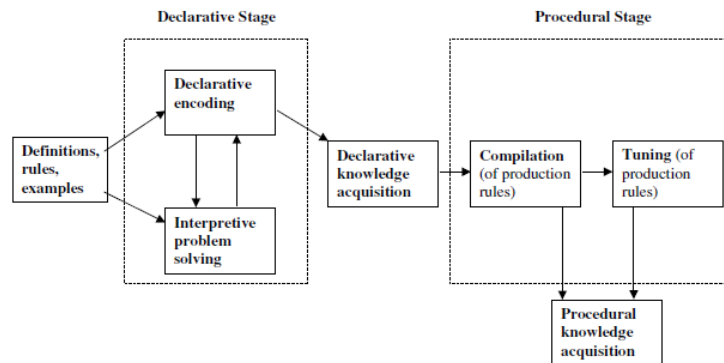 Declarative Stage
Procedural Stage
Declarative
encoding
Definitions,
rules,
examples
Interpretive
problem
solving
Declarative
knowledge
acquisition
Compilation
(of production
rules)
Tuning (of
production
rules)
Procedural
knowledge
acquisition